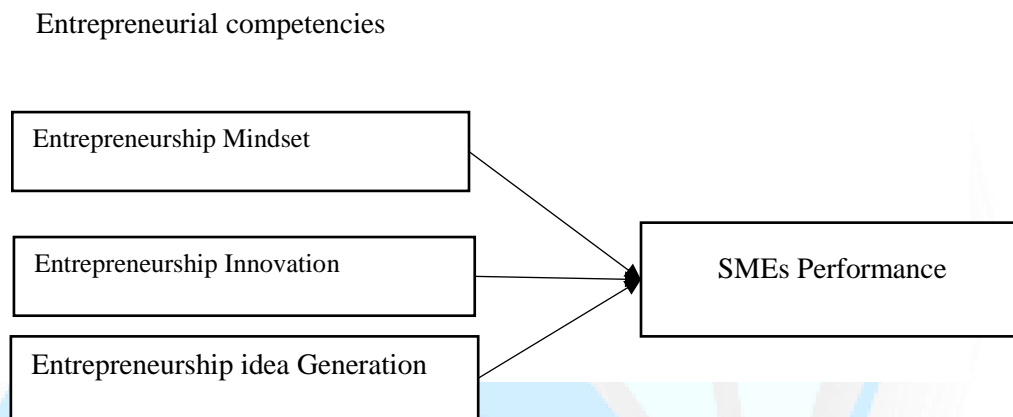 Entrepreneurial competencies
Entrepreneurship Mindset
Entrepreneurship Innovation
SMEs Performance
Entrepreneurship idea Generation